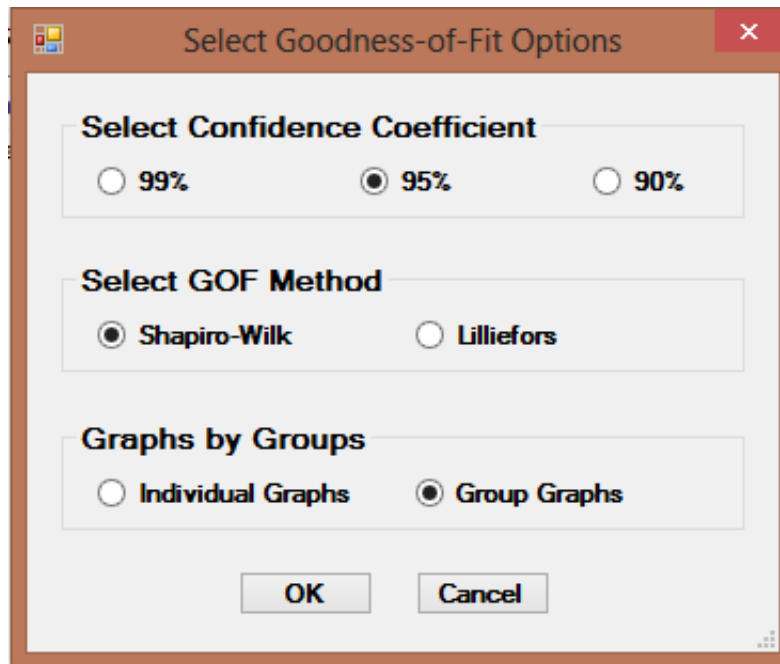 Select Goodness-of-Fit Options
Select Confidence Coefficient
99% 95% 90%
Select GOF Method
Shapiro-Wilk Lilliefors
Graphs by Groups
Individual Graphs Group Graphs
OK Cancel